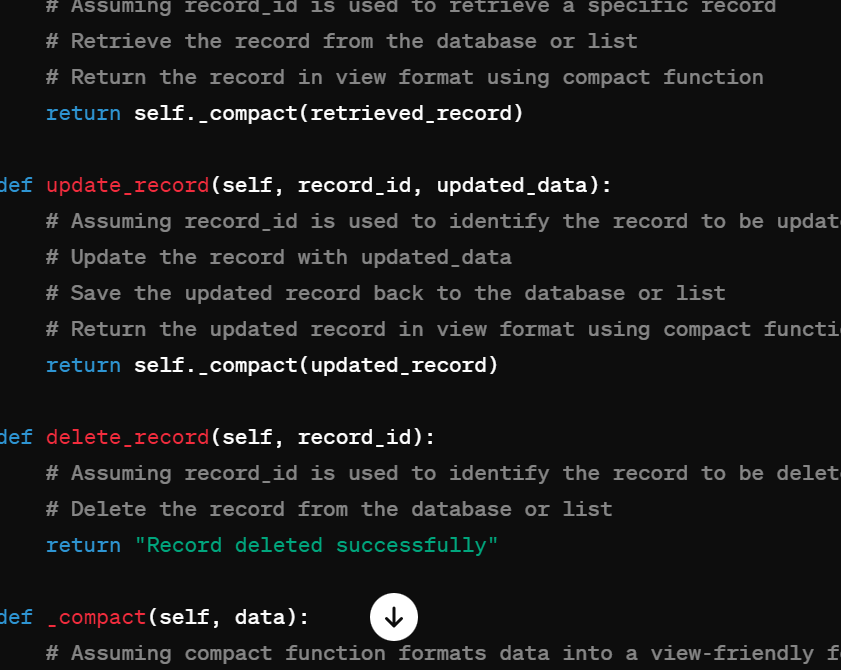 # Assuming record_id is used to retrieve a specific record
# Retrieve the record from the database or list
# Return the record in view format using compact function
return self._compact(retrieved_record)
def update_record(self, record_id, updated_data):
# Assuming record_id is used to identify the record to be
# Update the record with updated_data
# Save the updated record back to the database or list
# Return the updated record in view format using compact
return self._compact(updated_record)
def delete_record(self, record_id):
# Assuming record_id is used to identify the record to be
# Delete the record from the database or list
return "Record deleted successfully"
def _compact(self, data):
# Assuming compact function formats data into a view-friendly